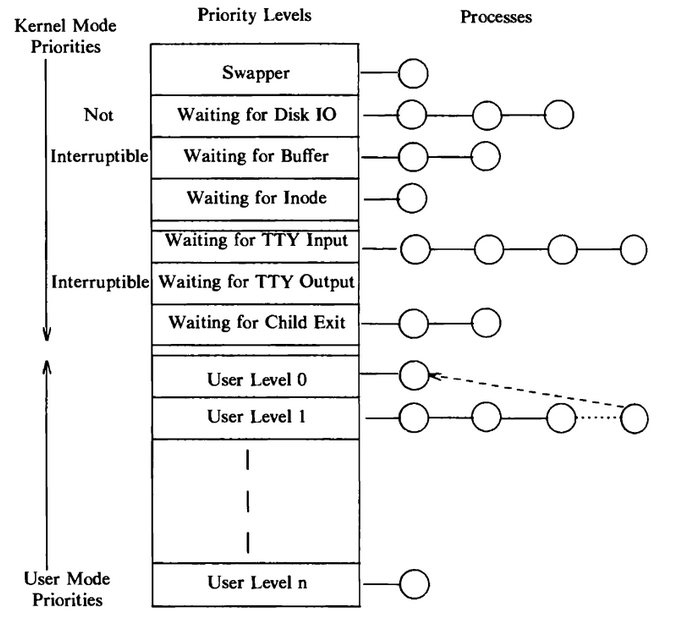 Kernel Mode
Priorities
Priority Levels
Processes
Swapper
Not
Interruptible
Waiting for Disk IO
Waiting for Buffer
Waiting for Inode
Waiting for TTY Input
Interruptible
Waiting for TTY Output
Waiting for Child Exit
User Level 0
User Level 1
User Level n
User Mode
Priorities